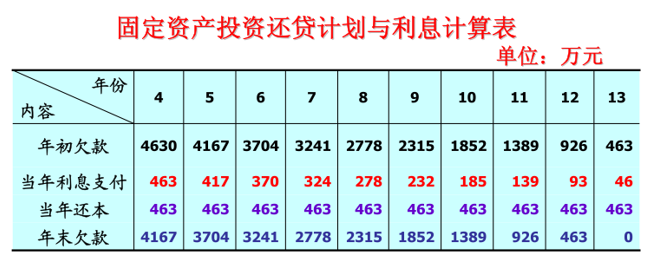 固定资产投资还贷计划与利息计算表
单位：万元
年份 内容 4 5 6 7 8 9 10 11 12 13
年初欠款 4630 4167 3704 3241 2778 2315 1852 1389 926 463
当年利息支付 463 417 370 324 278 232 185 139 93 46
当年还本 463 463 463 463 463 463 463 463 463 463
年末欠款 4167 3704 3241 2778 2315 1852 1389 926 463 0